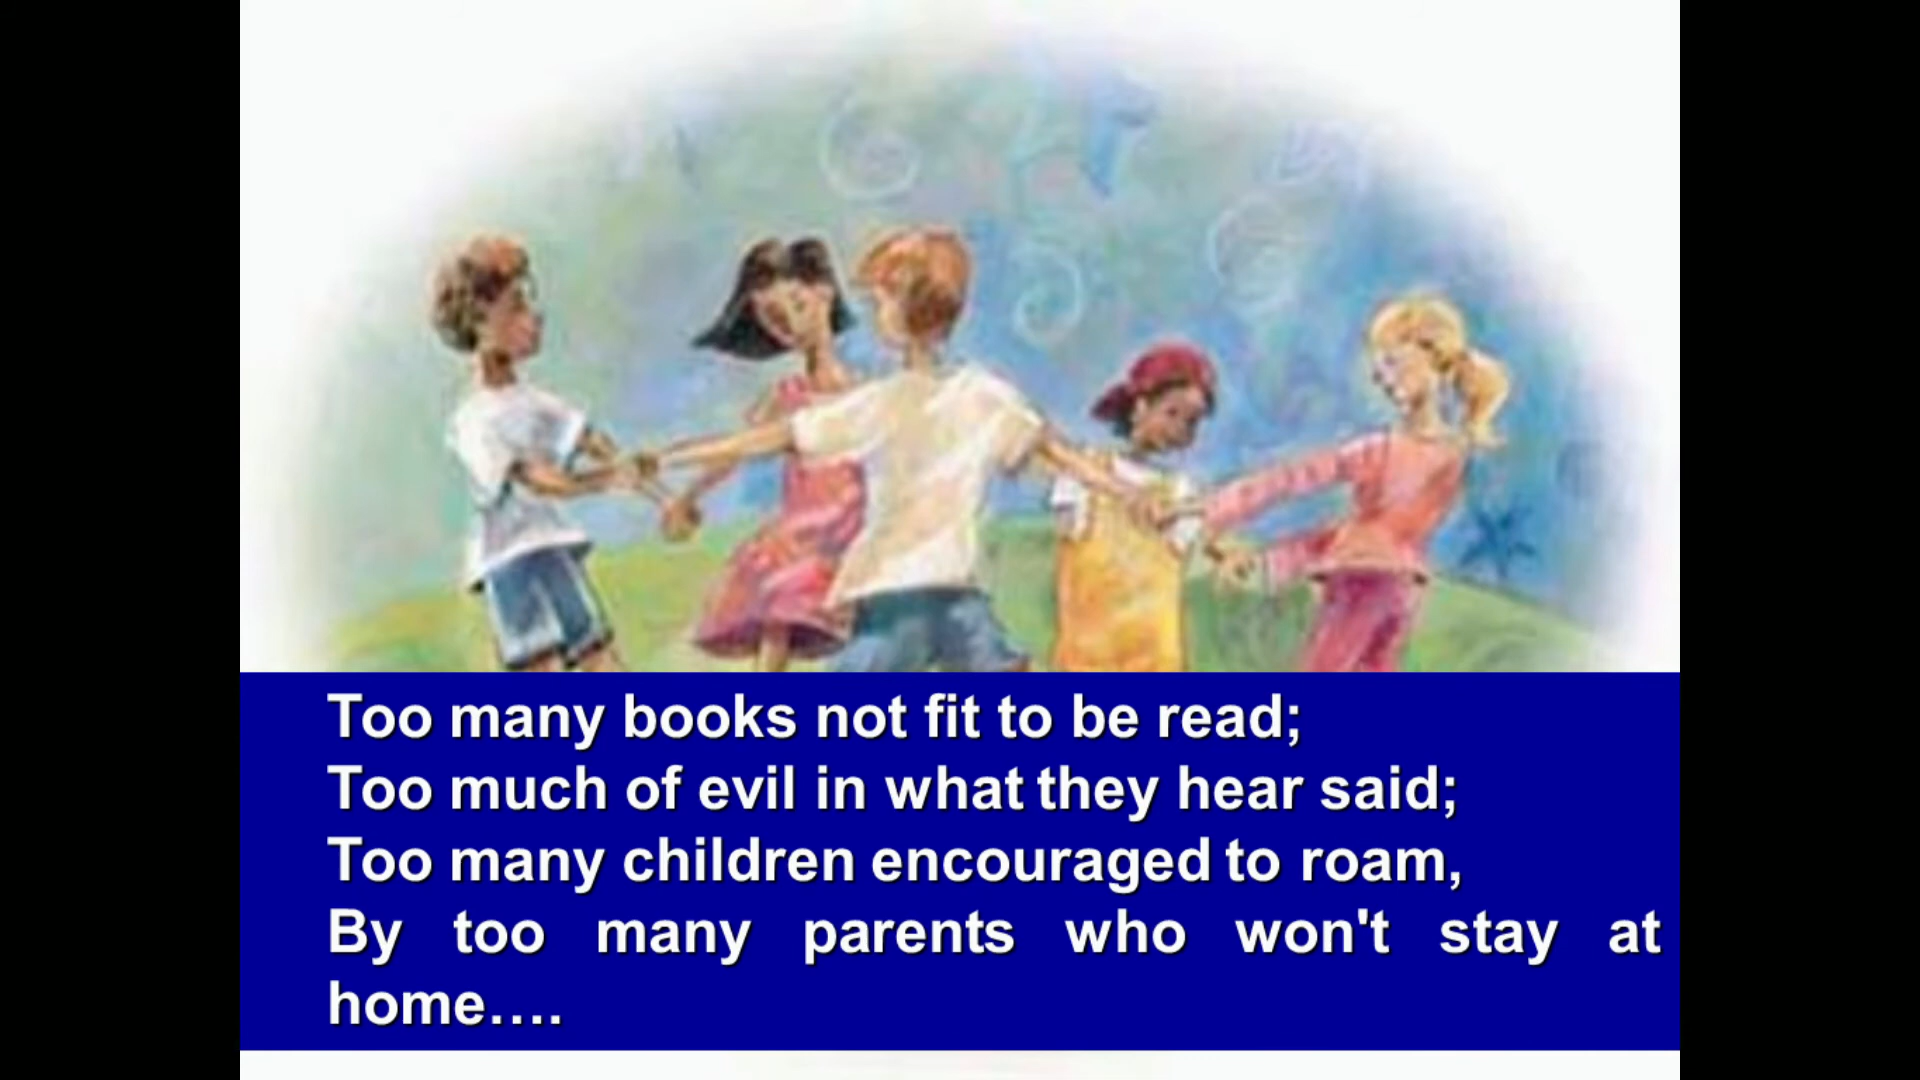 Too many books not fit to be read;
Too much of evil in what they hear said;
Too many children encouraged to roam,
By too many parents who won't stay at
home….